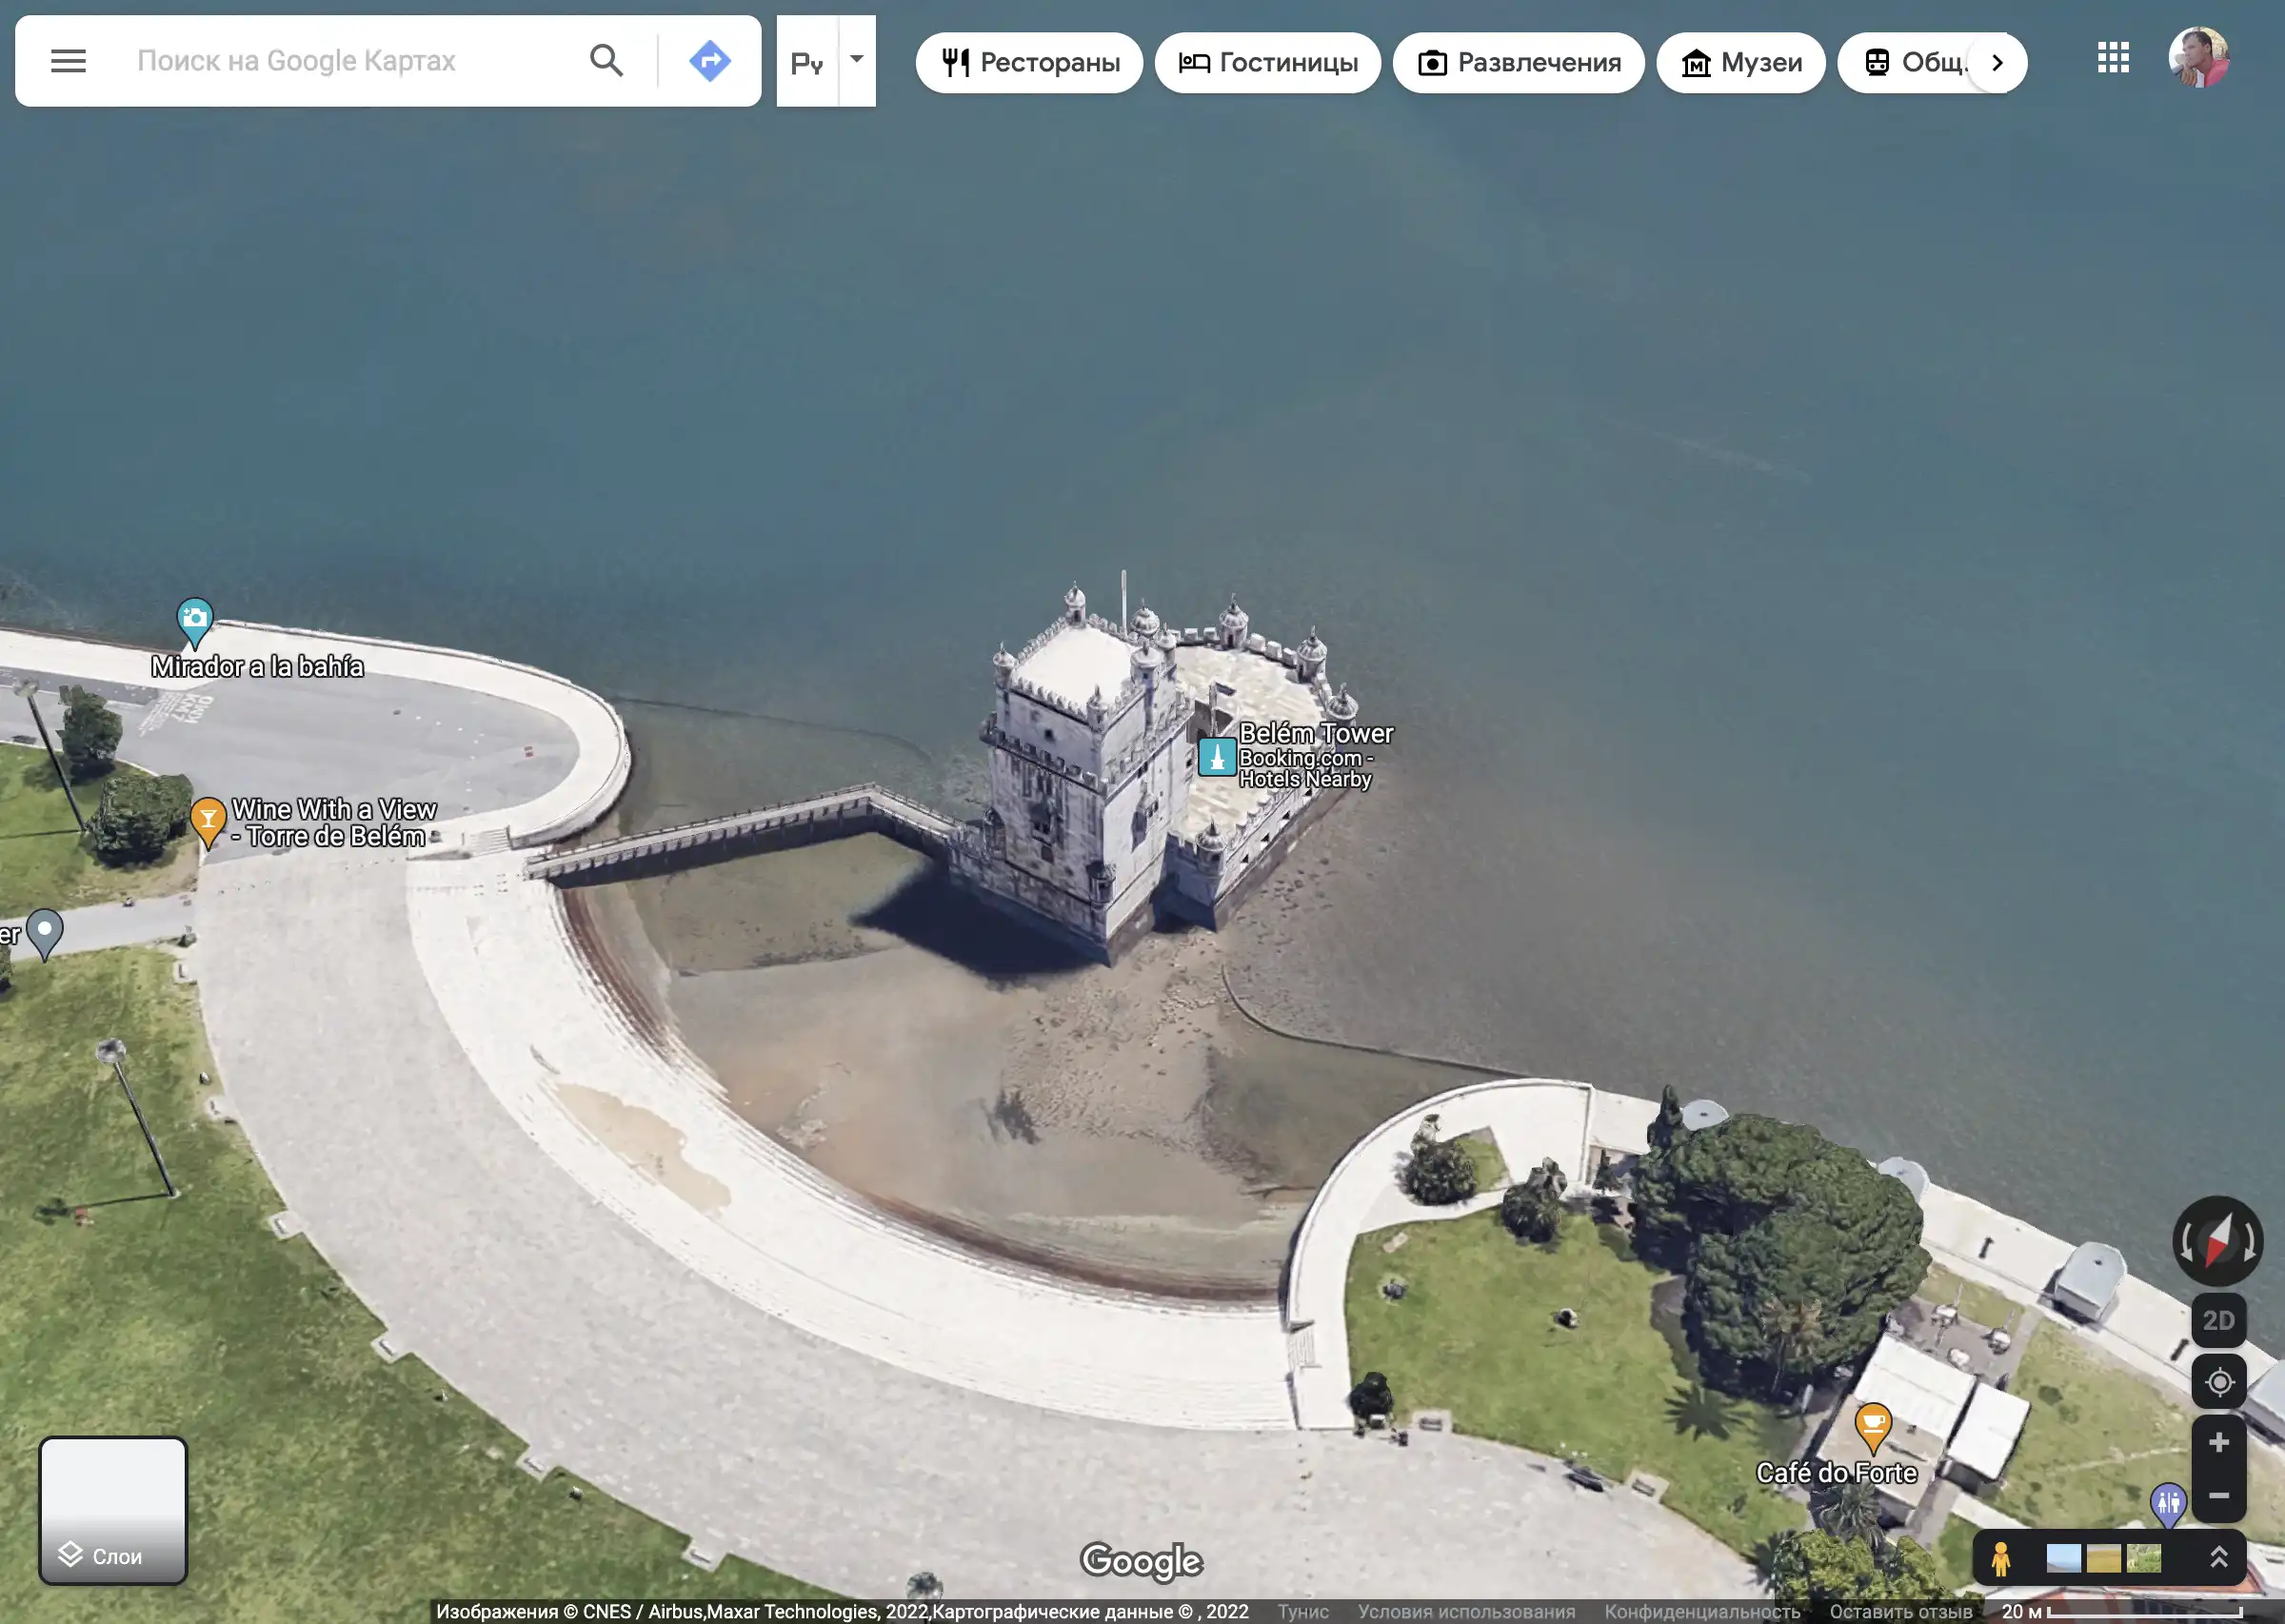 Поиск на Google Картах
Ру
Рестораны
Гостиницы
Развлечения
Музеи
Общ.
Mirador a la bahía
Belém Tower
Booking.com -
Hotels Nearby
Wine With a View
- Torre de Belém
er
Café do Forte
2D
Слои
Google
Изображения © CNES / Airbus,Maxar Technologies, 2022,Картографические данные © , 2022 Тунис Условия использования Конфиденциальность Оставить отзыв 20 м